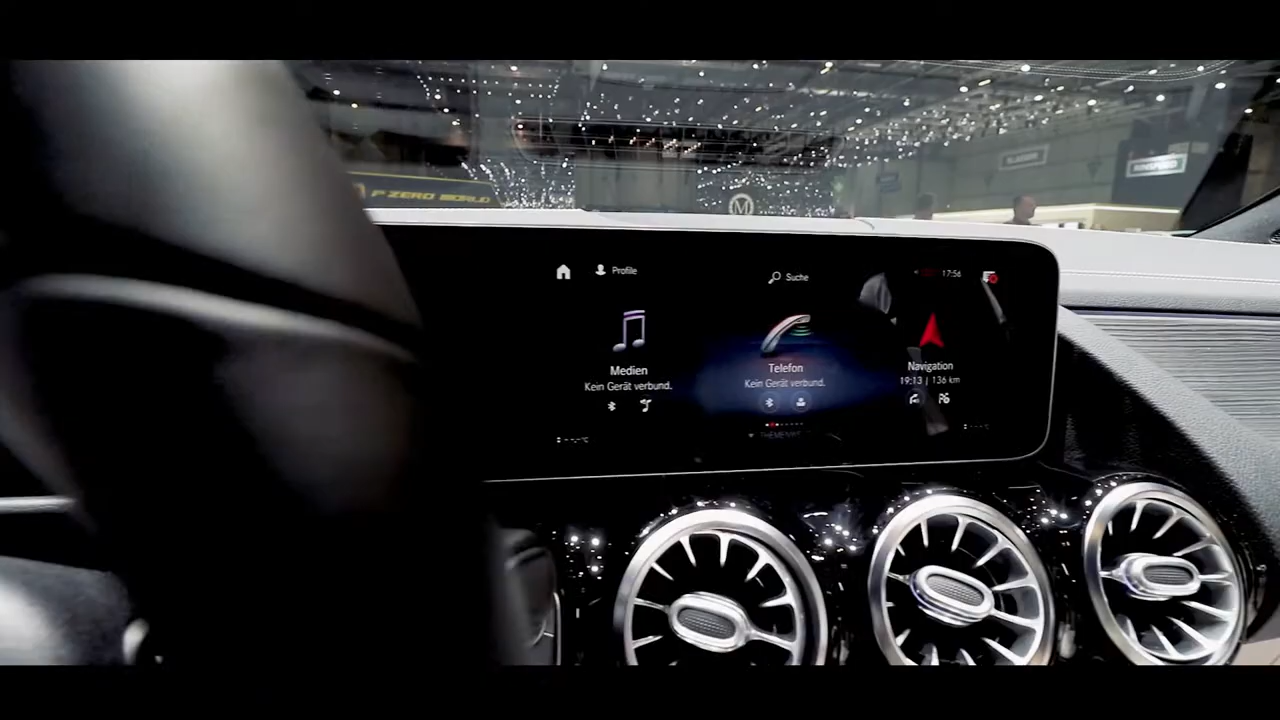 P ZERO WORLD
M
Profile
Suche
17:56
Medien
Kein Gerät verbund.
Telefon
Kein Gerät verbund.
Navigation
19:13 | 136 km